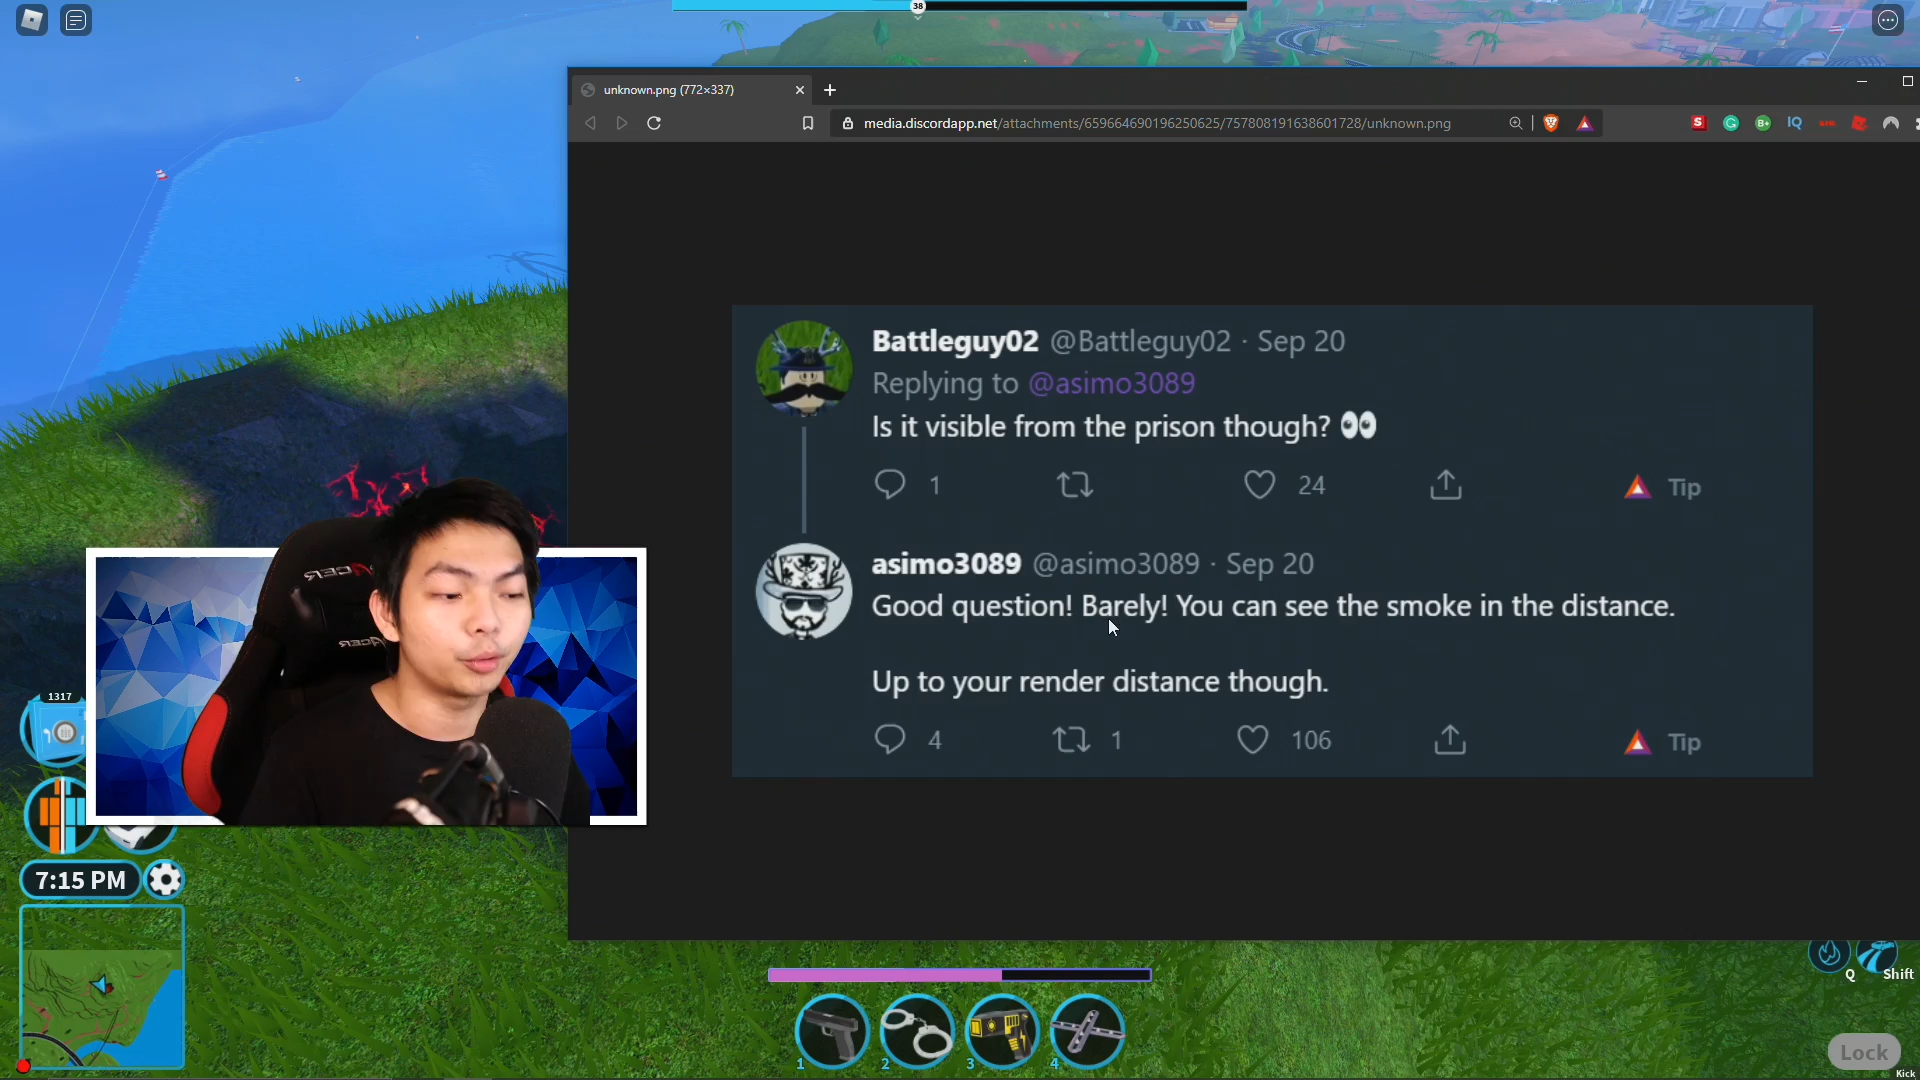 38
unknown.png (772×337)
media.discordapp.net/attachments/659664690196250625/757808191638601728/unknown.png
S
G
B+
IQ
Battleguy02 @Battleguy02 · Sep 20
Replying to @asimo3089
Is it visible from the prison though? 👀
1
24
Tip
asimo3089 @asimo3089 · Sep 20
Good question! Barely! You can see the smoke in the distance.
Up to your render distance though.
4
1
106
Tip
1317
7:15 PM
1
2
3
4
Q
Shift
Lock
Kick